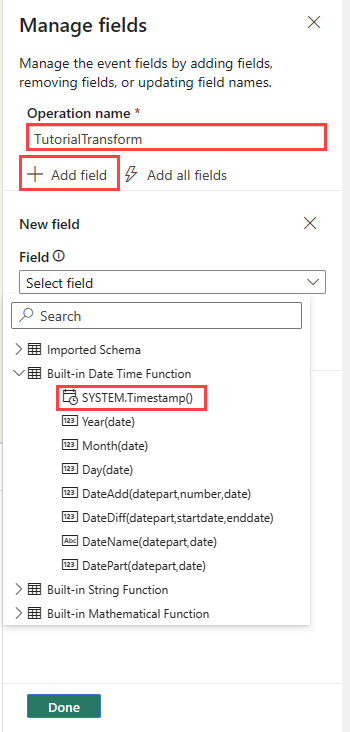 Manage fields
Manage the event fields by adding fields,
removing fields, or updating field names.
Operation name *
TutorialTransform
Add field
Add all fields
New field
Field
Select field
Search
Imported Schema
Built-in Date Time Function
SYSTEM.Timestamp()
123 Year(date)
123 Month(date)
123 Day(date)
123 DateAdd(datepart,number,date)
123 DateDiff(datepart,startdate,enddate)
Abc DateName(datepart,date)
123 DatePart(datepart,date)
Built-in String Function
Built-in Mathematical Function
Done